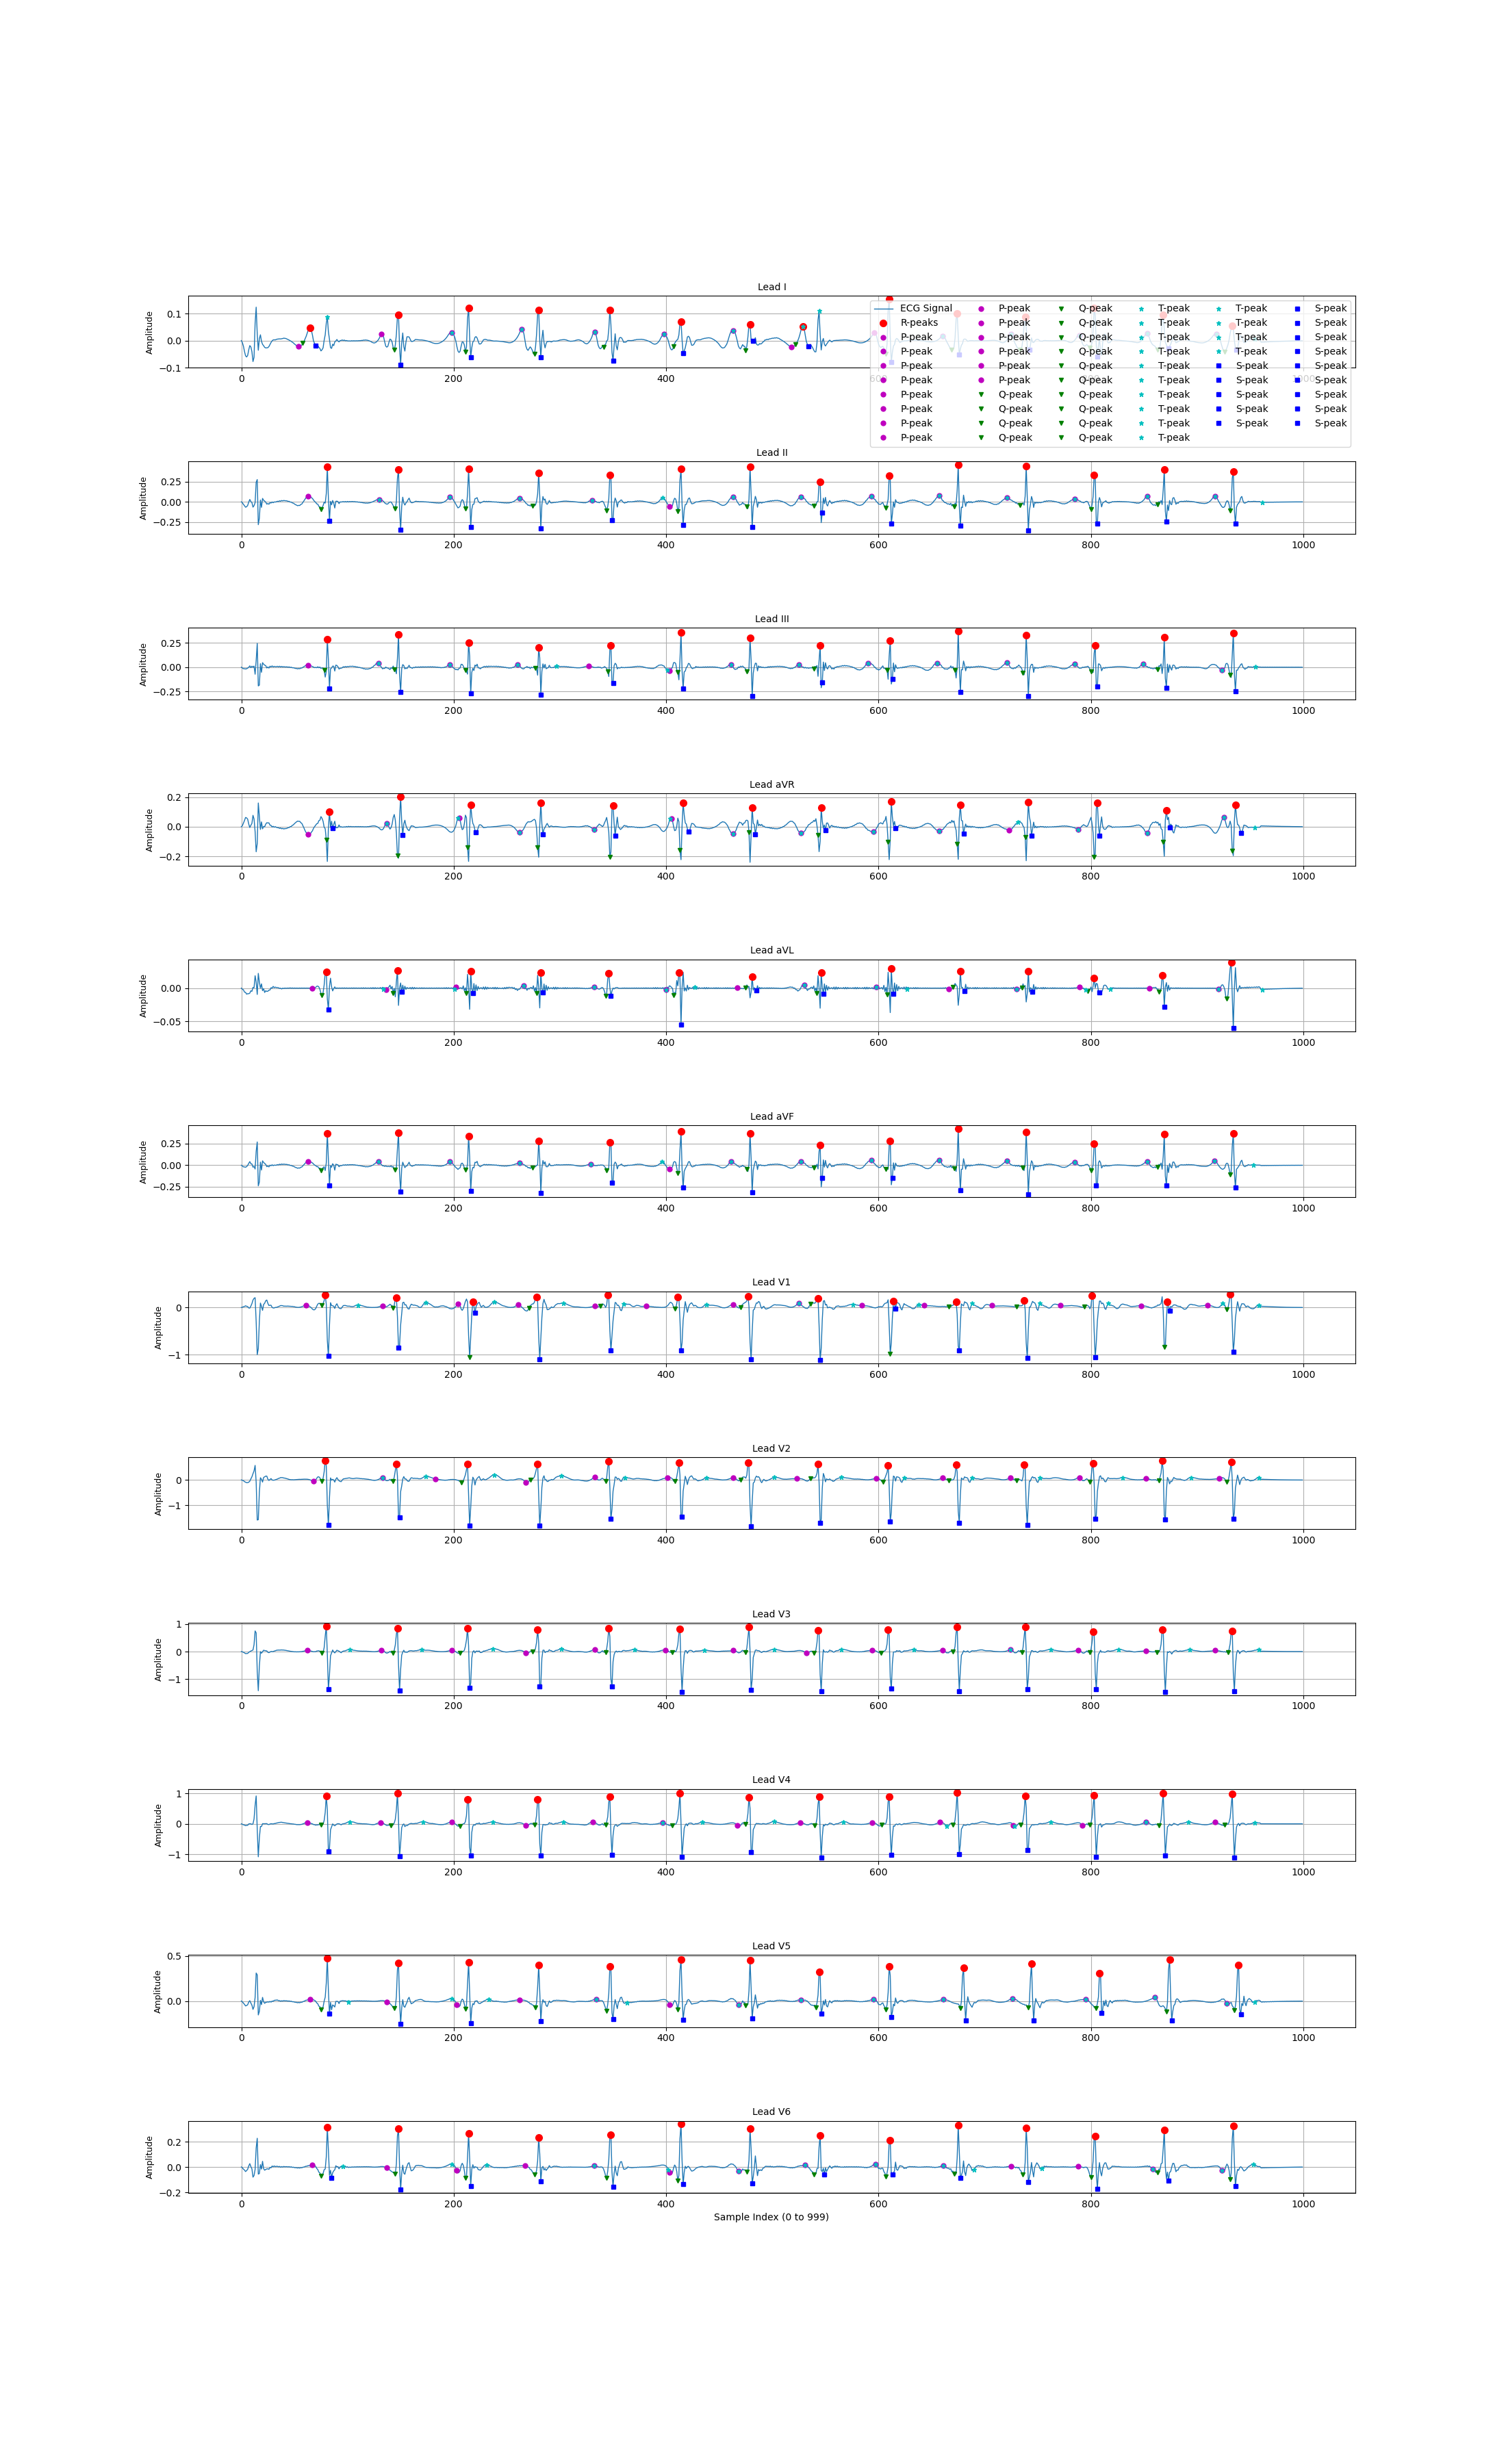 Lead I
Amplitude
0.1
0.0
−0.1
0 200 400 600 800 1000
ECG Signal P-peak Q-peak T-peak T-peak S-peak
R-peaks P-peak Q-peak T-peak T-peak S-peak
P-peak P-peak Q-peak T-peak T-peak S-peak
P-peak P-peak Q-peak T-peak T-peak S-peak
P-peak P-peak Q-peak T-peak S-peak S-peak
P-peak P-peak Q-peak T-peak S-peak S-peak
P-peak Q-peak Q-peak T-peak S-peak S-peak
P-peak Q-peak Q-peak T-peak S-peak S-peak
P-peak Q-peak Q-peak T-peak S-peak S-peak
P-peak Q-peak Q-peak T-peak
Lead II
Amplitude
0.25
0.00
−0.25
0 200 400 600 800 1000
Lead III
Amplitude
0.25
0.00
−0.25
0 200 400 600 800 1000
Lead aVR
Amplitude
0.2
0.0
−0.2
0 200 400 600 800 1000
Lead aVL
Amplitude
0.00
−0.05
0 200 400 600 800 1000
Lead aVF
Amplitude
0.25
0.00
−0.25
0 200 400 600 800 1000
Lead V1
Amplitude
0
−1
0 200 400 600 800 1000
Lead V2
Amplitude
0
−1
0 200 400 600 800 1000
Lead V3
Amplitude
1
0
−1
0 200 400 600 800 1000
Lead V4
Amplitude
1
0
−1
0 200 400 600 800 1000
Lead V5
Amplitude
0.5
0.0
0 200 400 600 800 1000
Lead V6
Amplitude
0.2
0.0
−0.2
0 200 400 600 800 1000
Sample Index (0 to 999)